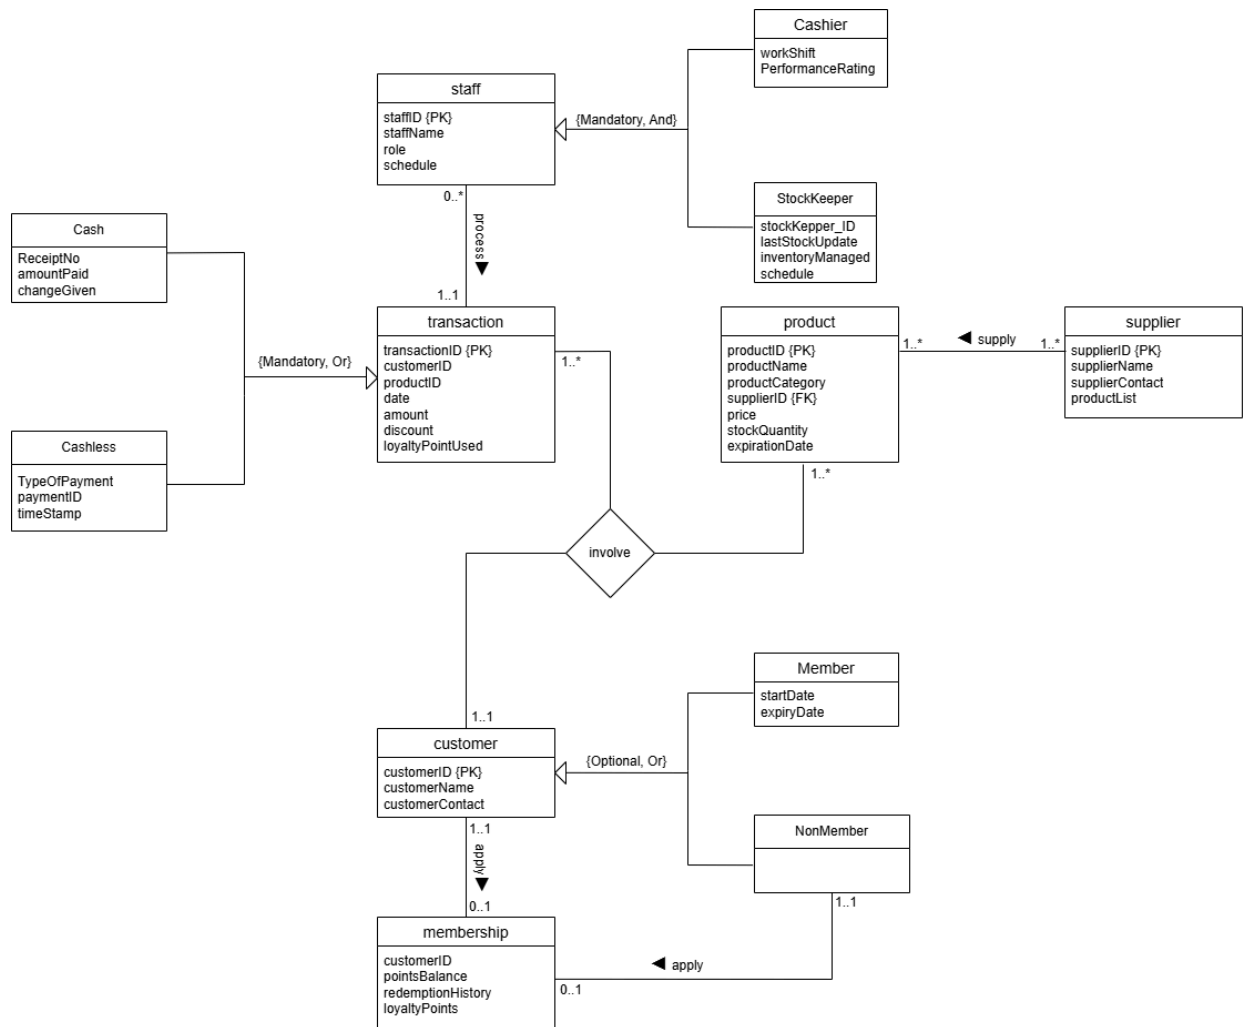 Cashier
workShift
PerformanceRating
staff
staffID {PK}
staffName
role
schedule
{Mandatory, And}
StockKeeper
stockKepper_ID
lastStockUpdate
inventoryManaged
schedule
0..*
process
1..1
Cash
ReceiptNo
amountPaid
changeGiven
{Mandatory, Or}
Cashless
TypeOfPayment
paymentID
timeStamp
transaction
transactionID {PK}
customerID
productID
date
amount
discount
loyaltyPointUsed
1..*
product
productID {PK}
productName
productCategory
supplierID {FK}
price
stockQuantity
expirationDate
1..*
supply
1..*
supplier
supplierID {PK}
supplierName
supplierContact
productList
1..*
involve
1..1
customer
customerID {PK}
customerName
customerContact
{Optional, Or}
Member
startDate
expiryDate
NonMember
1..1
apply
0..1
1..1
apply
0..1
membership
customerID
pointsBalance
redemptionHistory
loyaltyPoints